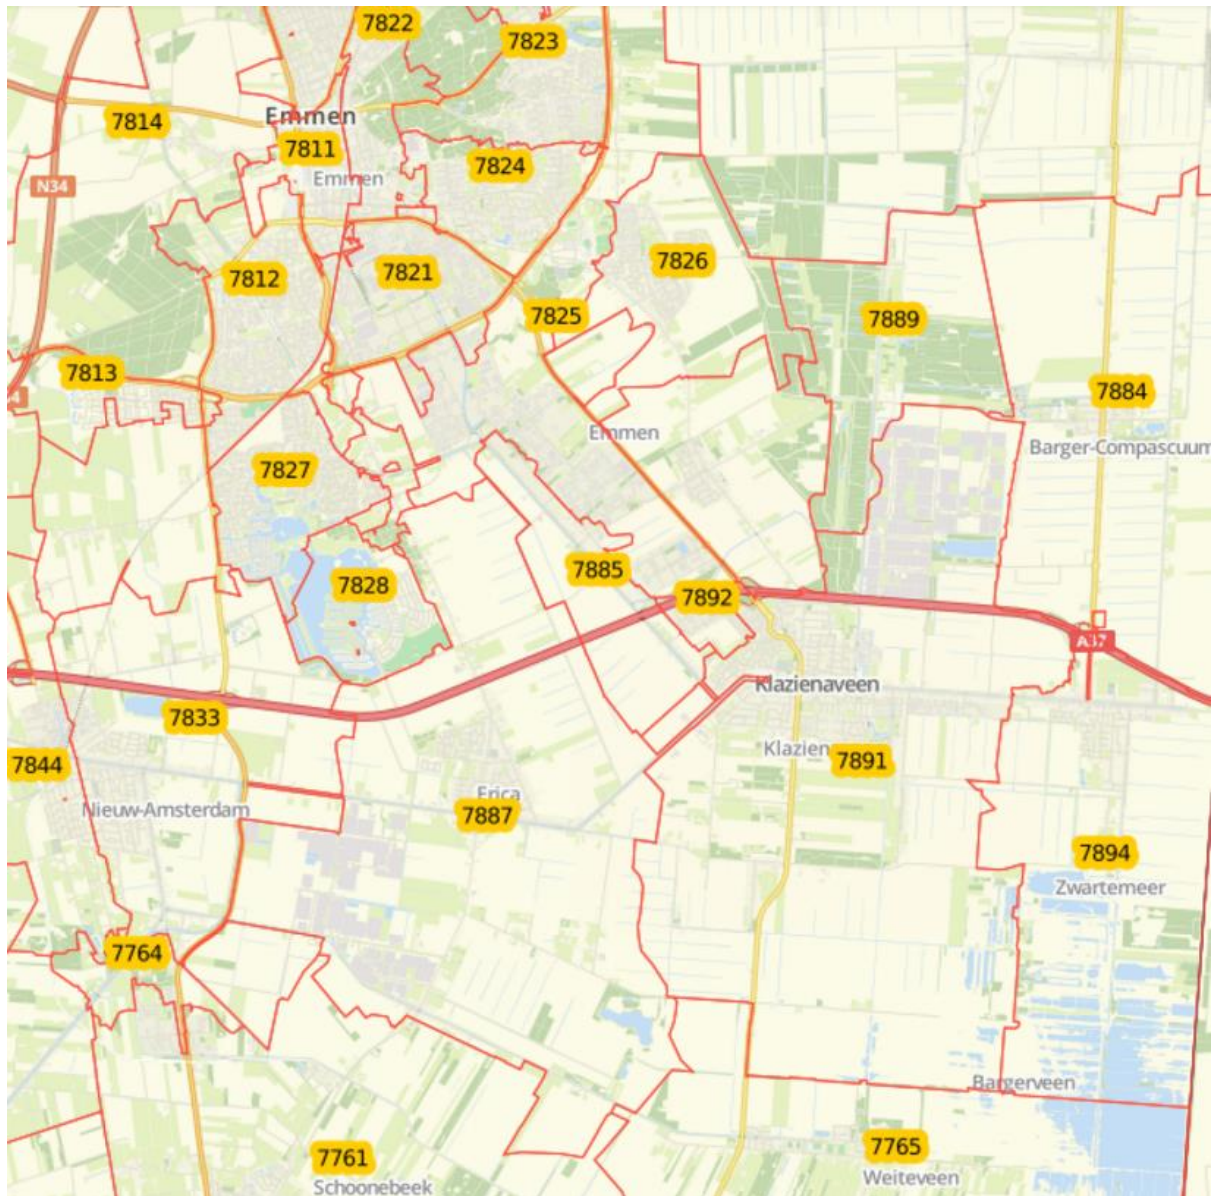 7822
7823
Emmen
7814
7811
7824
Emmen
N34
7826
7821
7812
7825
7889
7813
7884
4
Emmen
Barger-Compascuum
7827
7885
7828
7892
A37
Klazienaveen
7833
Klazien
7891
7844
Erica
Nieuw-Amsterdam
7887
7894
Zwartemeer
7764
Bargerveen
7765
7761
Weiteveen
Schoonebeek